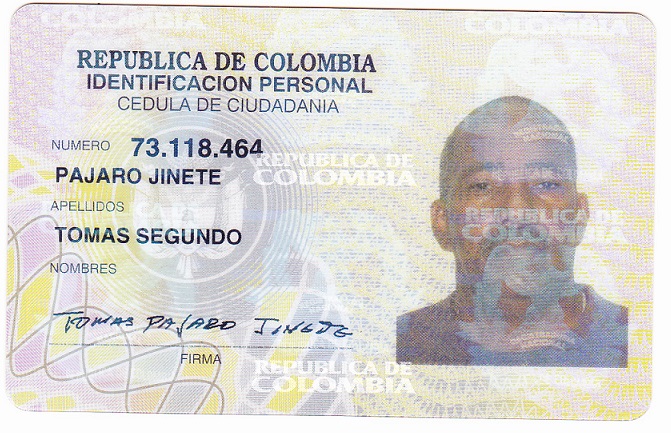 COLOMBIA
COLOMBIA
REPUBLICA DE COLOMBIA
IDENTIFICACION PERSONAL
CEDULA DE CIUDADANIA
NUMERO 73.118.464
PAJARO JINETE
REPUBLICA DE
COLOMBIA
APELLIDOS
REPUBLICA DE
COLOMBIA
TOMAS SEGUNDO
NOMBRES
TOMAS PAJARO JINETE
FIRMA
REPUBLICA DE
COLOMBIA